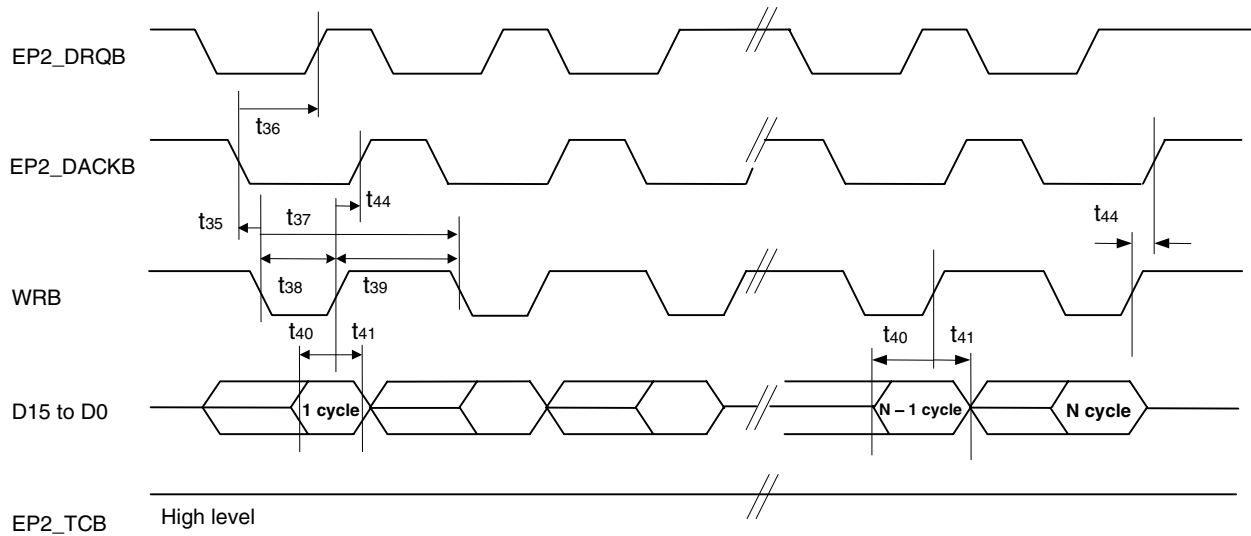 EP2_DRQB
t36
EP2_DACKB
t35
t37
t44
t44
t38
t39
WRB
t40
t41
t40
t41
D15 to D0
1 cycle
N – 1 cycle
N cycle
High level
EP2_TCB